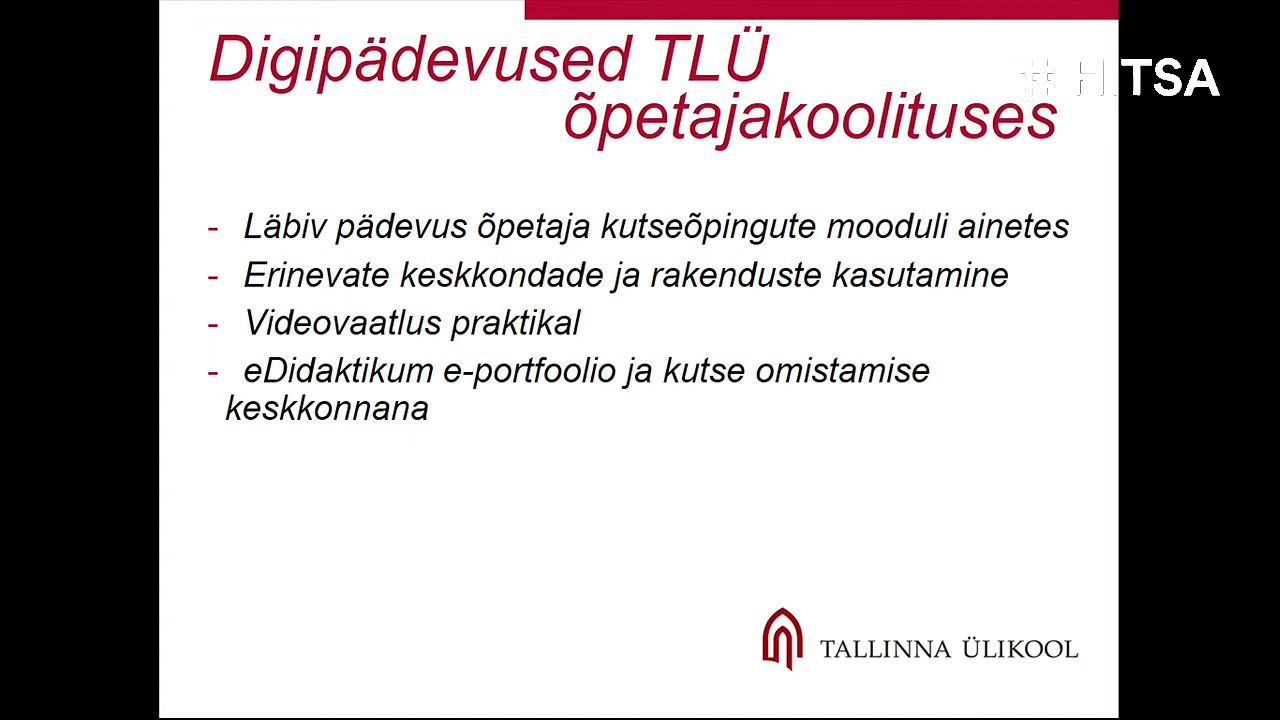 Digipädevused TLÜ
õpetajakoolituses
# HITSA
- Läbiv pädevus õpetaja kutseõpingute mooduli ainetes
- Erinevate keskkondade ja rakenduste kasutamine
- Videovaatlus praktikal
- eDidaktikum e-portfoolio ja kutse omistamise
keskkonnana
TALLINNA ÜLIKOOL